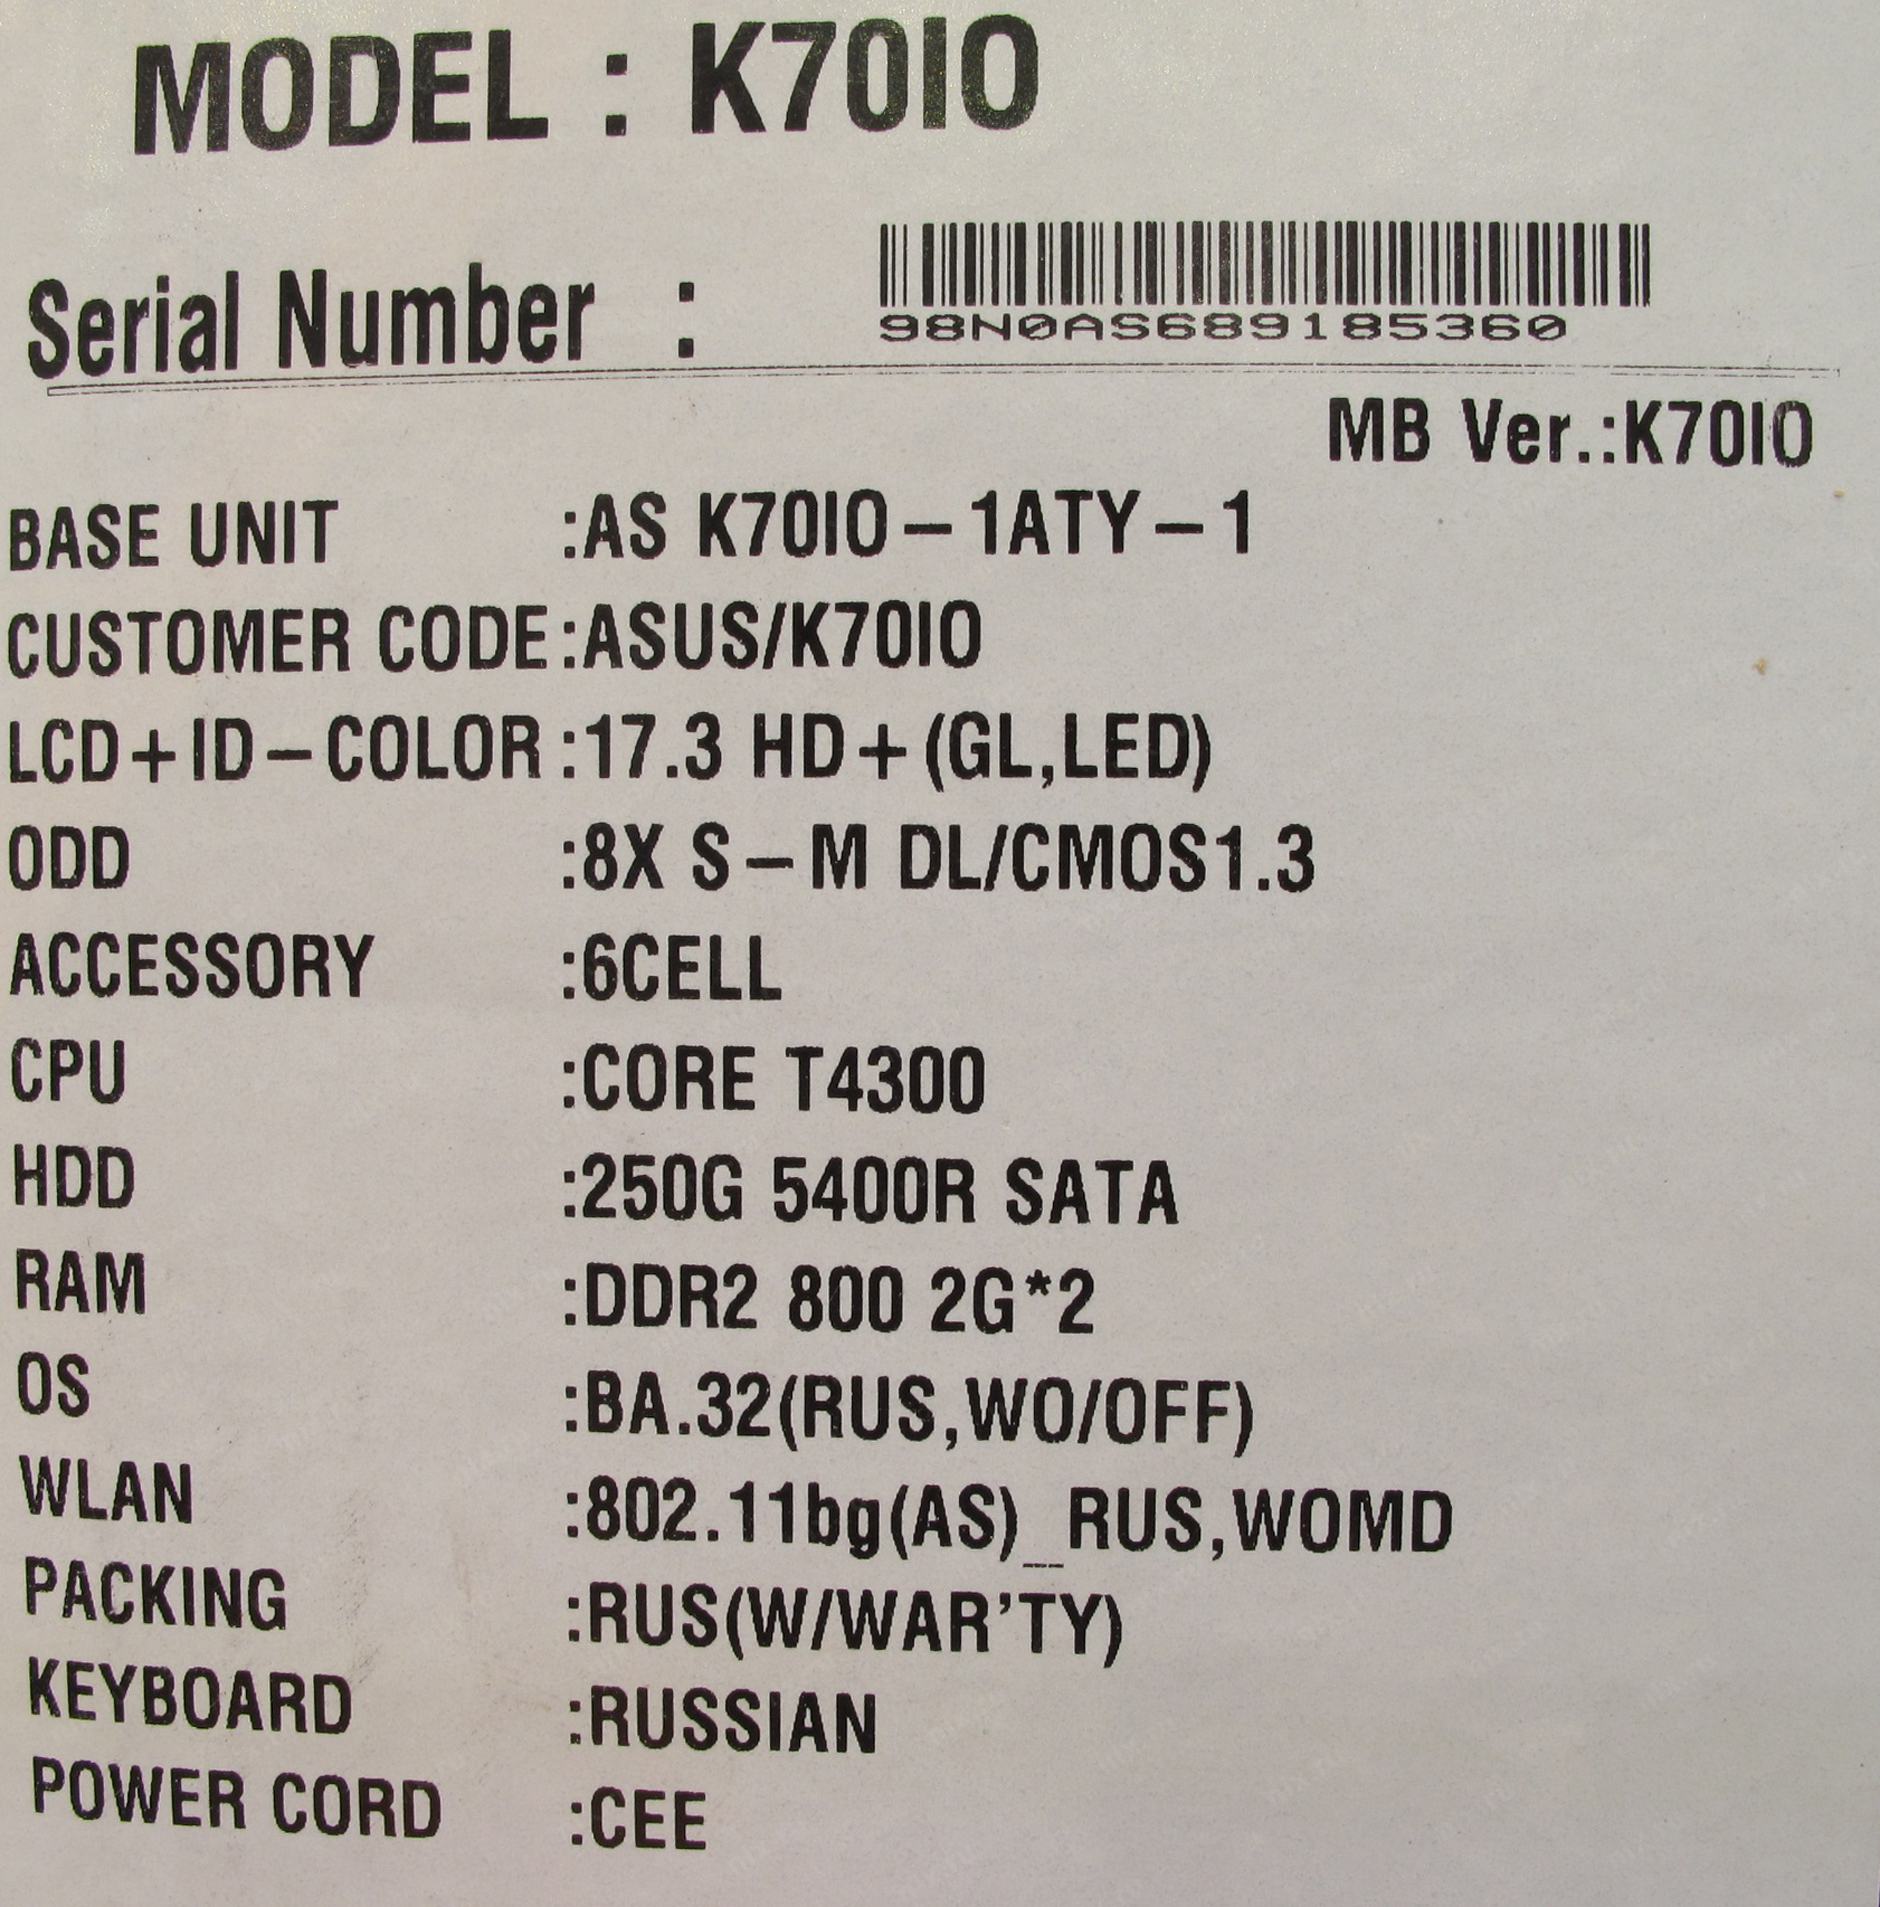 MODEL : K70IO
Serial Number :
98N0AS689185360
MB Ver.:K70IO
BASE UNIT :AS K70IO-1ATY-1
CUSTOMER CODE:ASUS/K70IO
LCD+ID-COLOR:17.3 HD+(GL,LED)
ODD :8X S-M DL/CMOS1.3
ACCESSORY :6CELL
CPU :CORE T4300
HDD :250G 5400R SATA
RAM :DDR2 800 2G*2
OS :BA.32(RUS,WO/OFF)
WLAN :802.11bg(AS)_RUS,WOMD
PACKING :RUS(W/WAR'TY)
KEYBOARD :RUSSIAN
POWER CORD :CEE